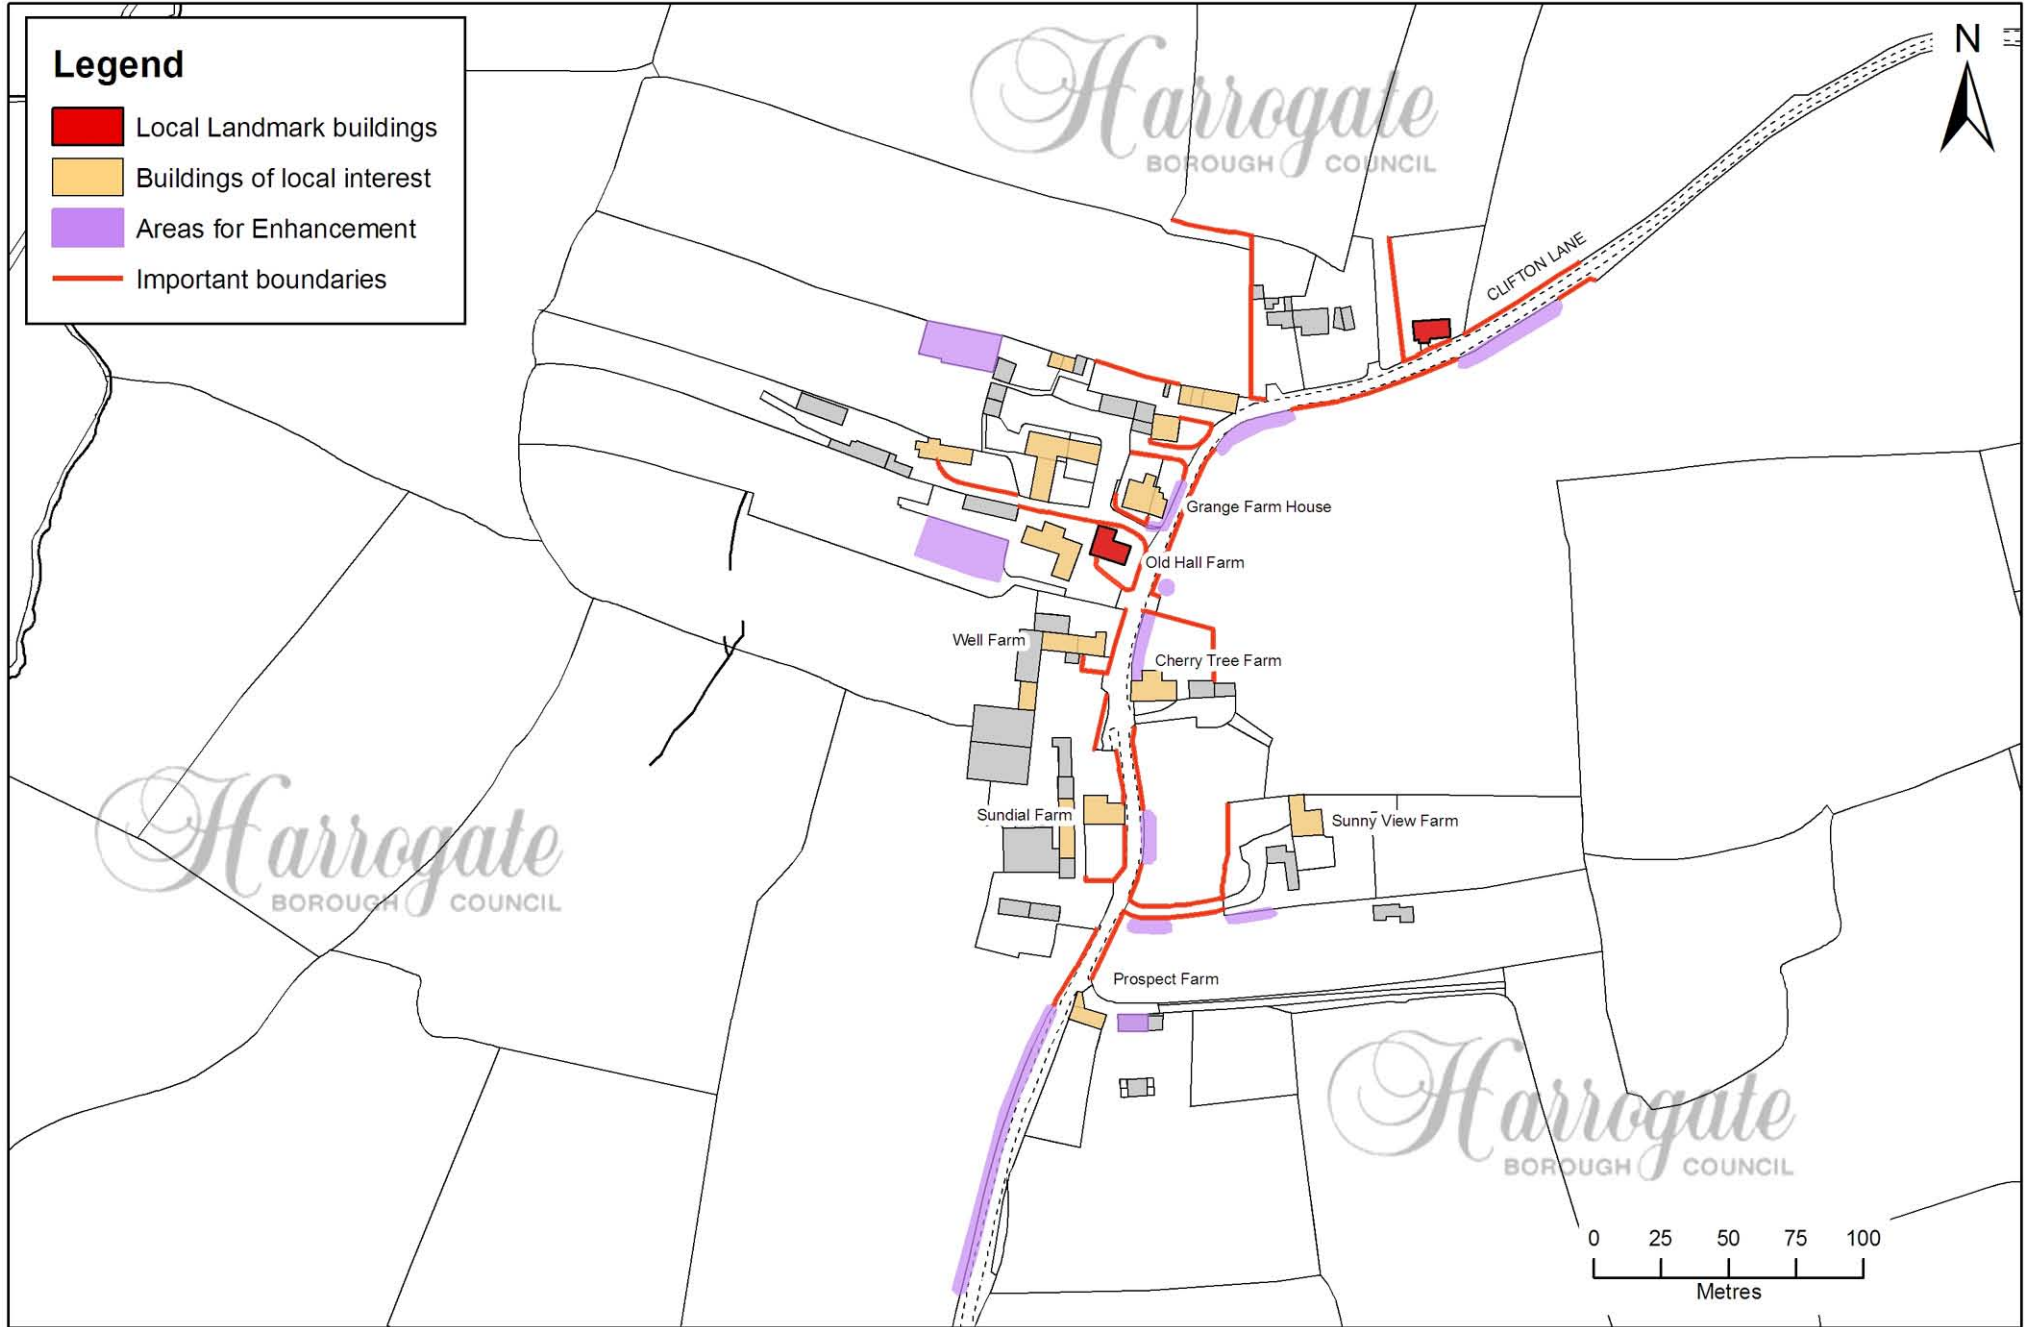 Legend
Local Landmark buildings
Buildings of local interest
Areas for Enhancement
Important boundaries
Harrogate
BOROUGH COUNCIL
N
CLIFTON LANE
Grange Farm House
Old Hall Farm
Well Farm
Cherry Tree Farm
Sundial Farm
Sunny View Farm
Harrogate
BOROUGH COUNCIL
Prospect Farm
Harrogate
BOROUGH COUNCIL
0 25 50 75 100
Metres